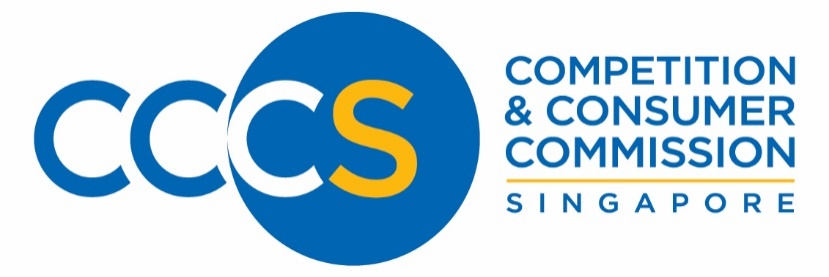 CCCS
COMPETITION
& CONSUMER
COMMISSION
SINGAPORE